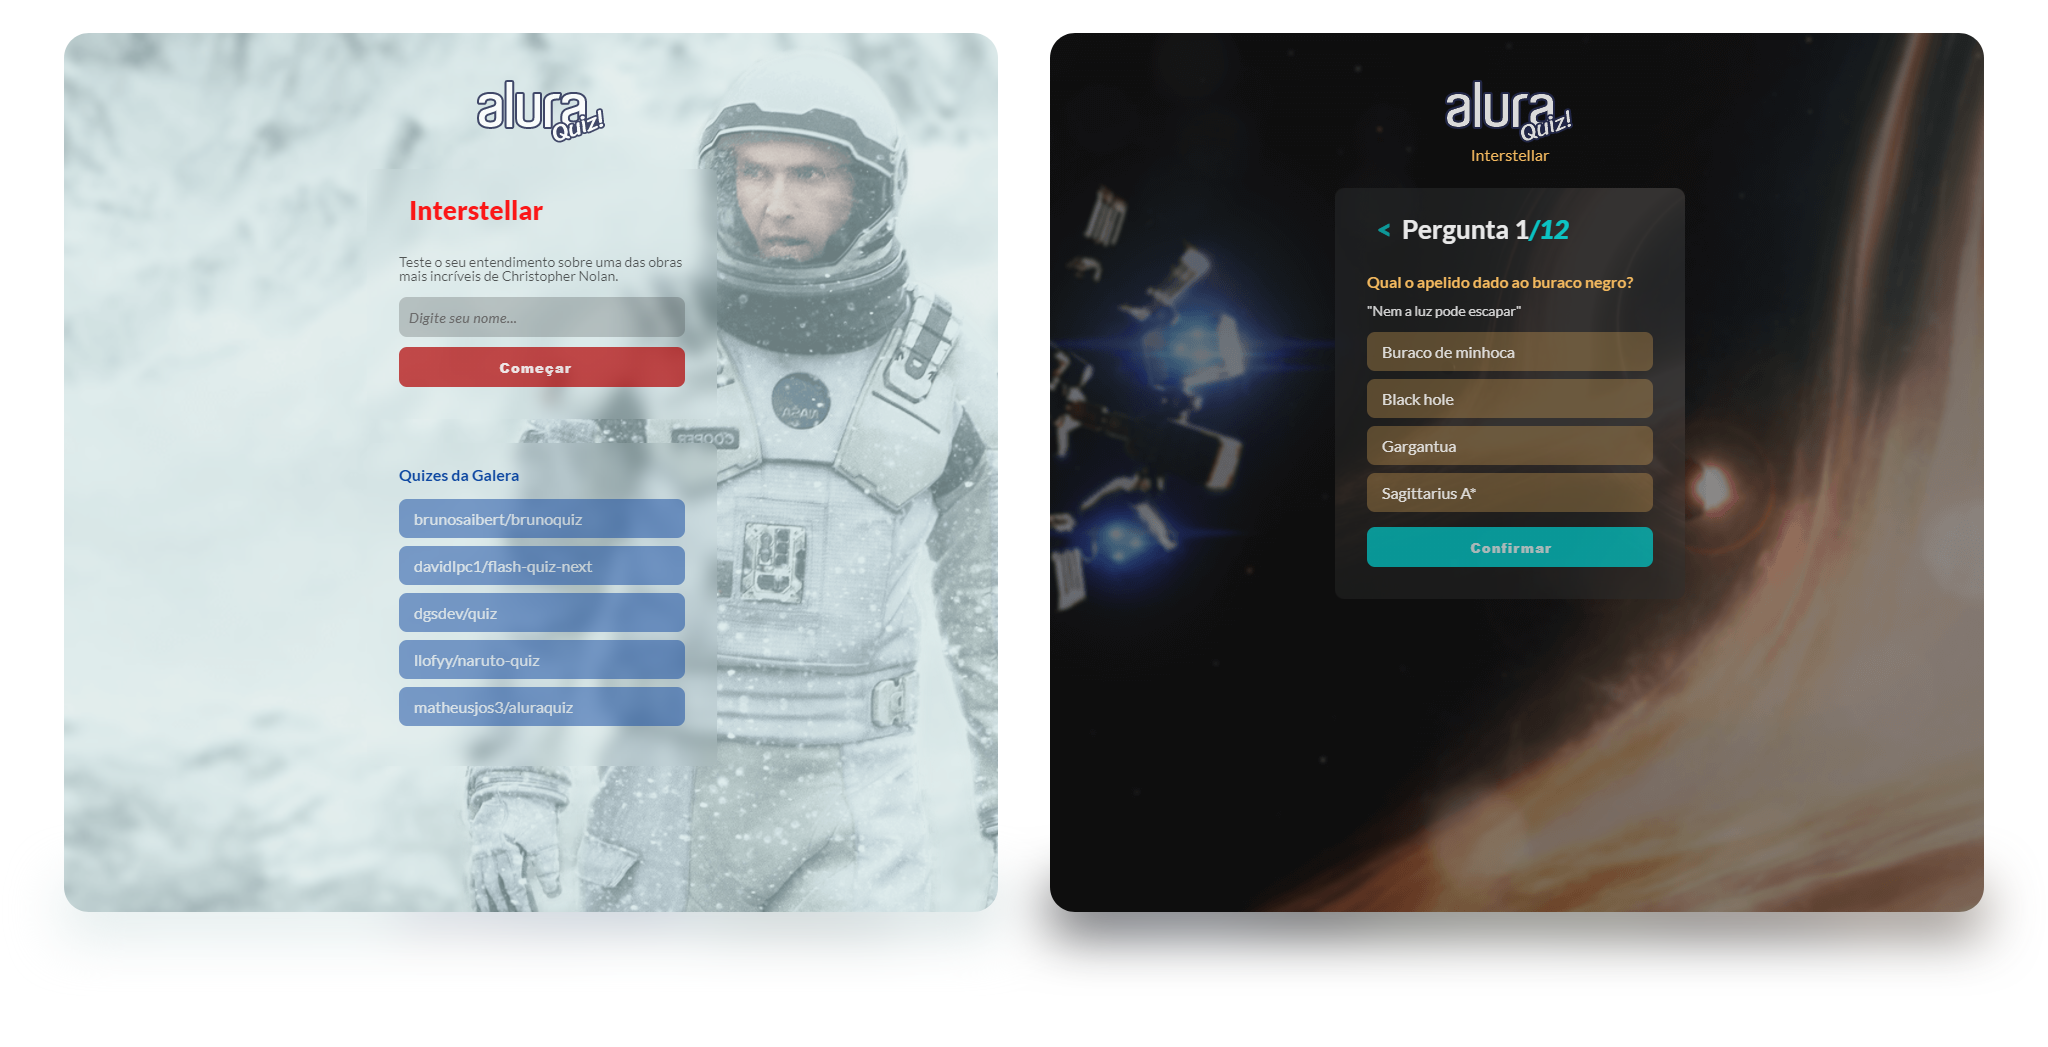 alura
Quiz!
Interstellar
Teste o seu entendimento sobre uma das obras
mais incríveis de Christopher Nolan.
Digite seu nome...
Começar
NASA
COOPER
Quizes da Galera
brunosaibert/brunoquiz
davidlpc1/flash-quiz-next
dgsdev/quiz
llofyy/naruto-quiz
matheusjos3/aluraquiz
alura
Quiz!
Interstellar
< Pergunta 1/12
Qual o apelido dado ao buraco negro?
"Nem a luz pode escapar"
Buraco de minhoca
Black hole
Gargantua
Sagittarius A*
Confirmar